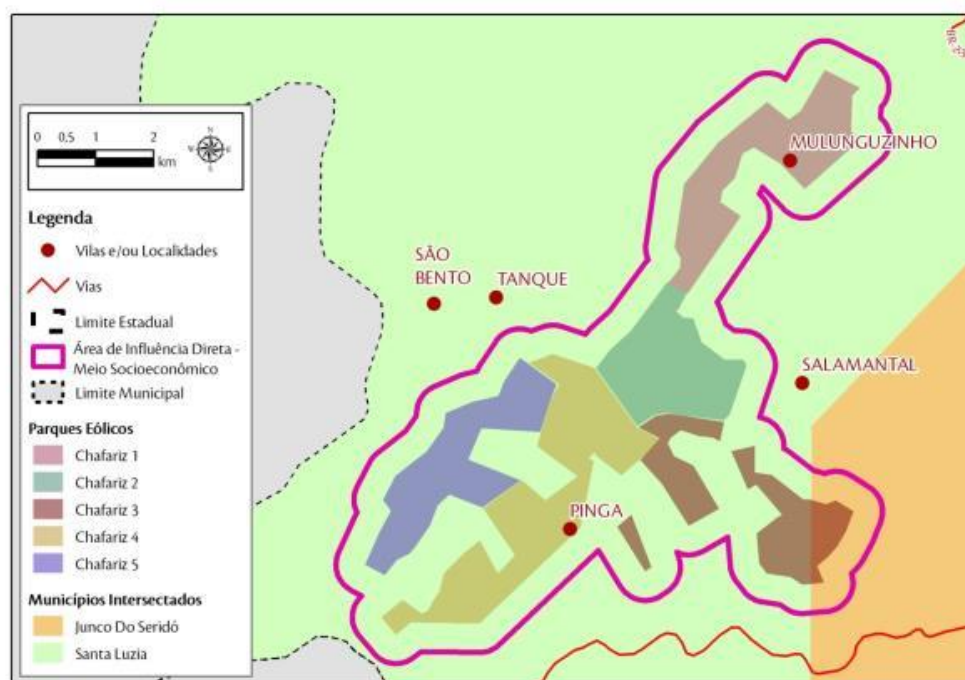 0 0.5 1 2
km
N
W E
S
Legenda
Vilas e/ou Localidades
Vias
Limite Estadual
Área de Influência Direta -
Meio Socioeconômico
Limite Municipal
Parques Eólicos
Chafariz 1
Chafariz 2
Chafariz 3
Chafariz 4
Chafariz 5
Municípios Intersectados
Junco Do Seridó
Santa Luzia
MULUNGUZINHO
SÃO
BENTO
TANQUE
SALAMANTAL
PINGA